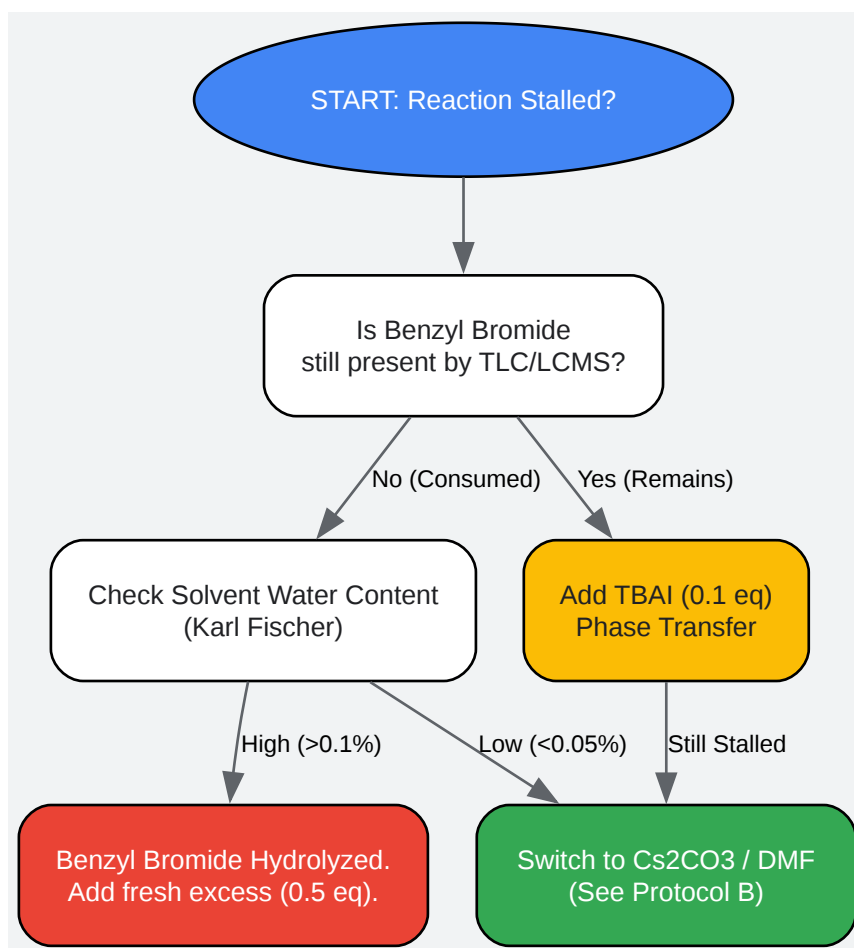 START: Reaction Stalled?
Is Benzyl Bromide
still present by TLC/LCMS?
No (Consumed)
Yes (Remains)
Check Solvent Water Content
(Karl Fischer)
Add TBAI (0.1 eq)
Phase Transfer
High (>0.1%)
Low (<0.05%)
Still Stalled
Benzyl Bromide Hydrolyzed.
Add fresh excess (0.5 eq).
Switch to Cs2CO3 / DMF
(See Protocol B)